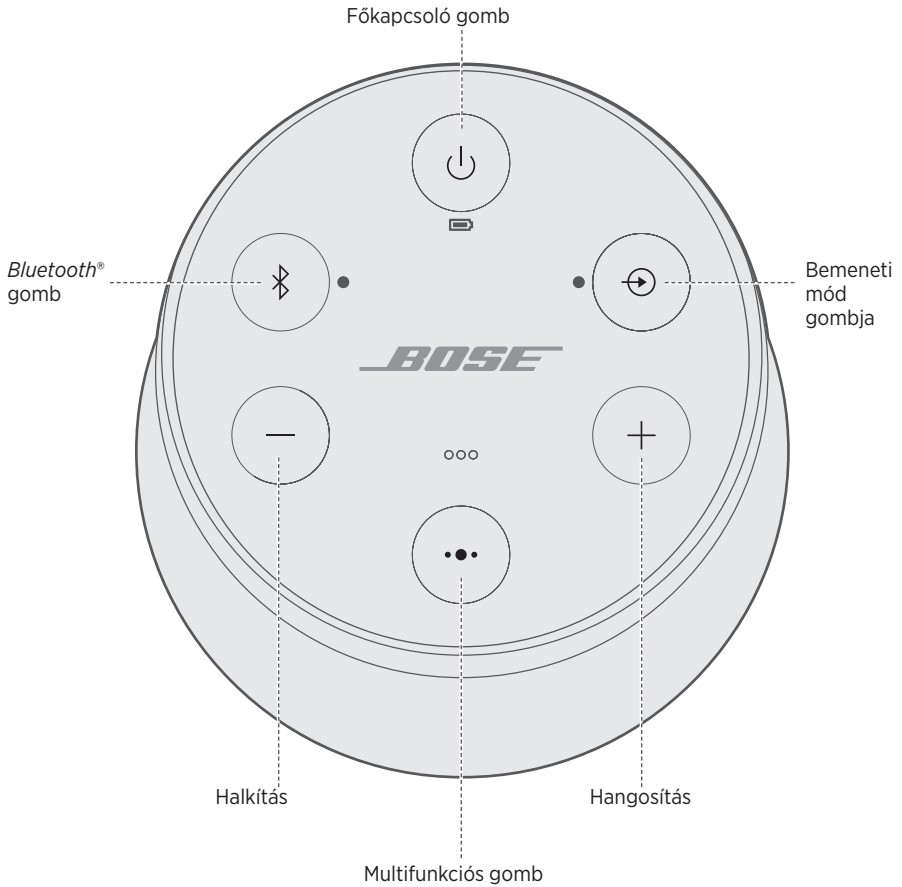 Főkapcsoló gomb
Bluetooth®
gomb
Bemeneti
mód
gombja
BOSE
Halkítás
Hangosítás
Multifunkciós gomb